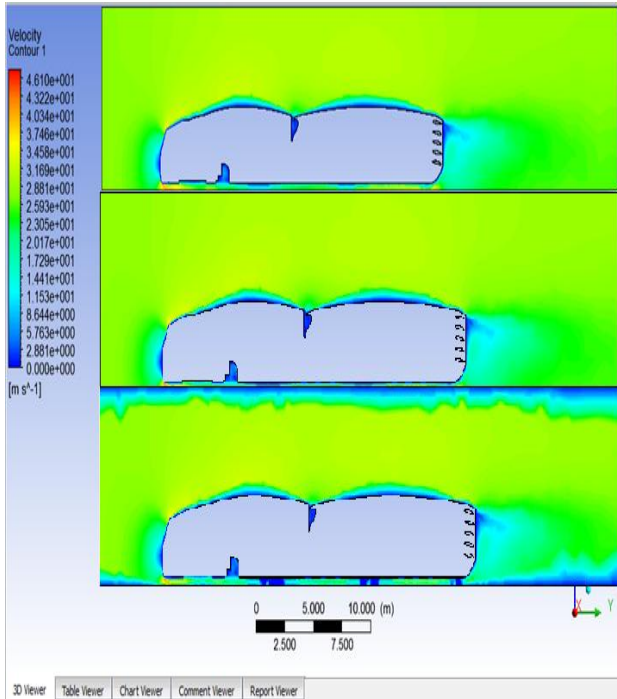 Velocity
Contour 1
4.610e+001
4.322e+001
4.034e+001
3.746e+001
3.458e+001
3.169e+001
2.881e+001
2.593e+001
2.305e+001
2.017e+001
1.729e+001
1.441e+001
1.153e+001
8.644e+000
5.763e+000
2.881e+000
0.000e+000
[m s^-1]
0 5.000 10.000 (m)
2.500 7.500
X Y
3D Viewer Table Viewer Chart Viewer Comment Viewer Report Viewer